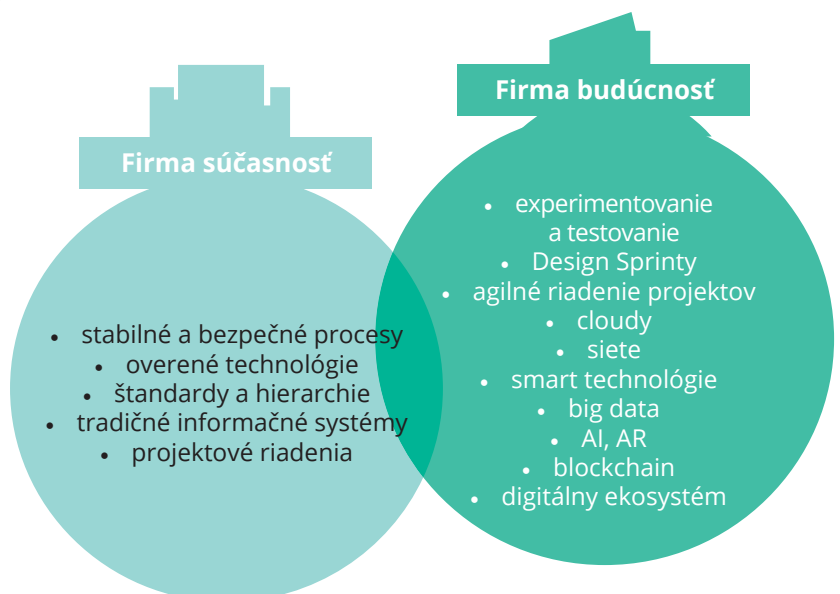 Firma súčasnosť
• stabilné a bezpečné procesy
• overené technológie
• štandardy a hierarchie
• tradičné informačné systémy
• projektové riadenia
Firma budúcnosť
• experimentovanie
a testovanie
• Design Sprinty
• agilné riadenie projektov
• cloudy
• siete
• smart technológie
• big data
• AI, AR
• blockchain
• digitálny ekosystém